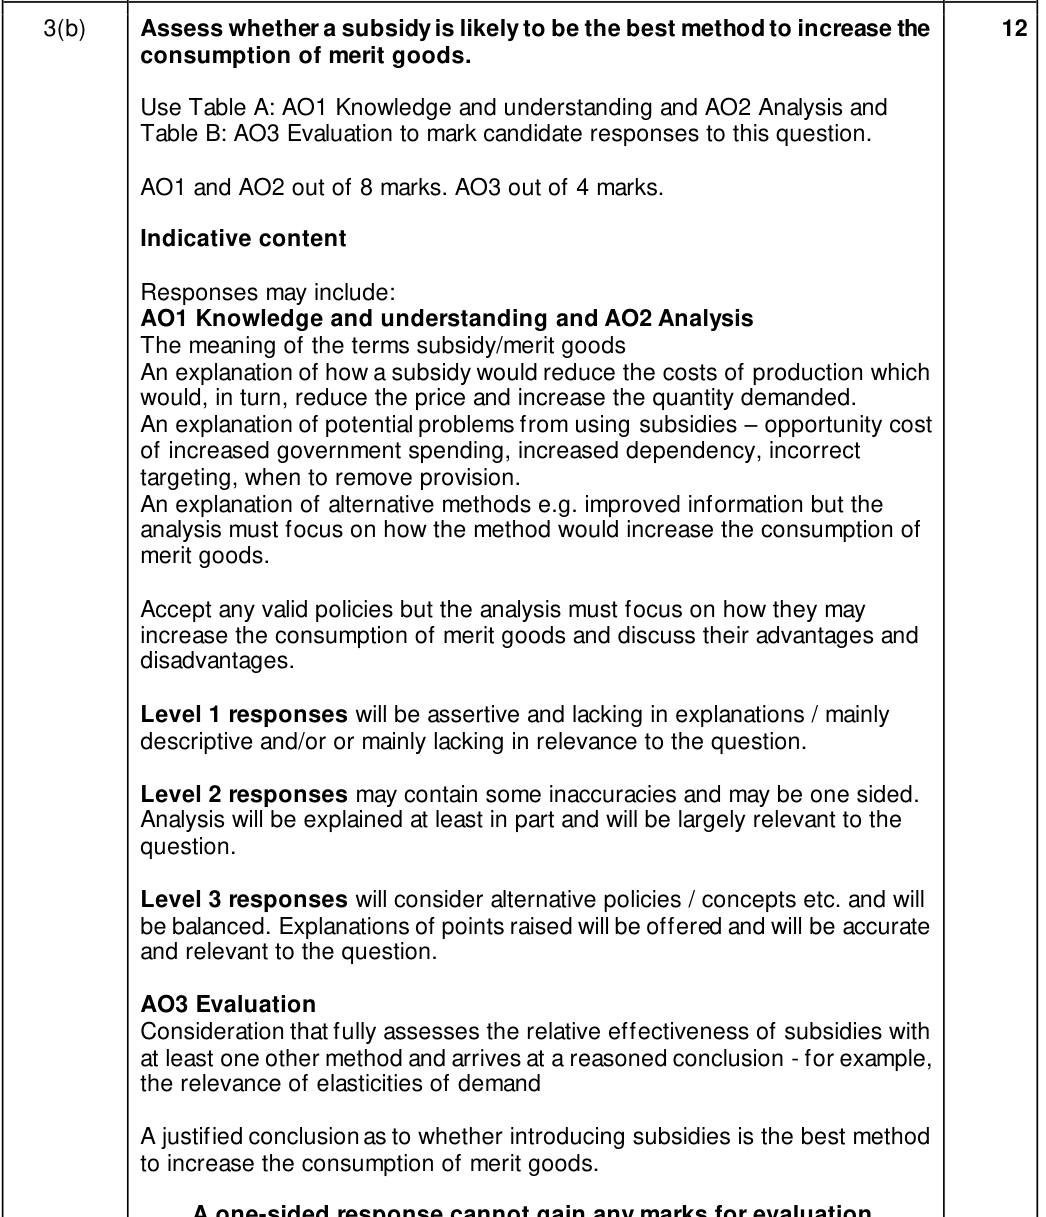 3(b) Assess whether a subsidy is likely to be the best method to increase the 12
consumption of merit goods.
Use Table A: AO1 Knowledge and understanding and AO2 Analysis and
Table B: AO3 Evaluation to mark candidate responses to this question.
AO1 and AO2 out of 8 marks. AO3 out of 4 marks.
Indicative content
Responses may include:
AO1 Knowledge and understanding and AO2 Analysis
The meaning of the terms subsidy/merit goods
An explanation of how a subsidy would reduce the costs of production which
would, in turn, reduce the price and increase the quantity demanded.
An explanation of potential problems from using subsidies – opportunity cost
of increased government spending, increased dependency, incorrect
targeting, when to remove provision.
An explanation of alternative methods e.g. improved information but the
analysis must focus on how the method would increase the consumption of
merit goods.
Accept any valid policies but the analysis must focus on how they may
increase the consumption of merit goods and discuss their advantages and
disadvantages.
Level 1 responses will be assertive and lacking in explanations / mainly
descriptive and/or or mainly lacking in relevance to the question.
Level 2 responses may contain some inaccuracies and may be one sided.
Analysis will be explained at least in part and will be largely relevant to the
question.
Level 3 responses will consider alternative policies / concepts etc. and will
be balanced. Explanations of points raised will be offered and will be accurate
and relevant to the question.
AO3 Evaluation
Consideration that fully assesses the relative effectiveness of subsidies with
at least one other method and arrives at a reasoned conclusion - for example,
the relevance of elasticities of demand
A justified conclusion as to whether introducing subsidies is the best method
to increase the consumption of merit goods.
A one-sided response cannot gain any marks for evaluation